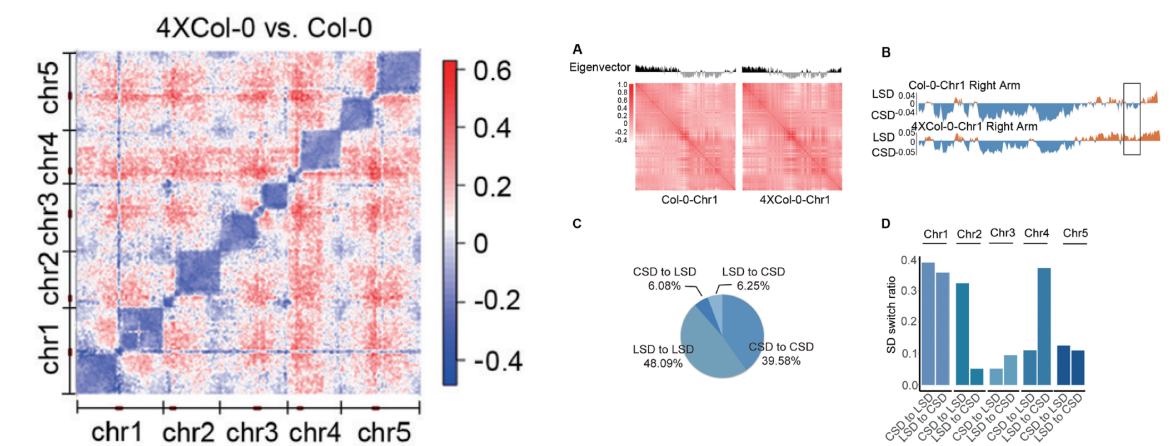 4XCol-0 vs. Col-0
chr5
chr4
chr3
chr2
chr1
chr1 chr2 chr3 chr4 chr5
0.6
0.4
0.2
0
-0.2
-0.4
A
Eigenvector
1.0
0.8
0.6
0.4
0.2
0
-0.2
-0.4
Col-0-Chr1 4XCol-0-Chr1
B
Col-0-Chr1 Right Arm
LSD 0.04
0
CSD -0.04
4XCol-0-Chr1 Right Arm
LSD 0.05
0
CSD -0.05
C
CSD to LSD
6.08%
LSD to CSD
6.25%
LSD to LSD
48.09%
CSD to CSD
39.58%
D
Chr1 Chr2 Chr3 Chr4 Chr5
SD switch ratio
0.4
0.3
0.2
0.1
0.0
CSD to LSD
LSD to CSD
CSD to LSD
LSD to CSD
CSD to LSD
LSD to CSD
CSD to LSD
LSD to CSD
CSD to LSD
LSD to CSD